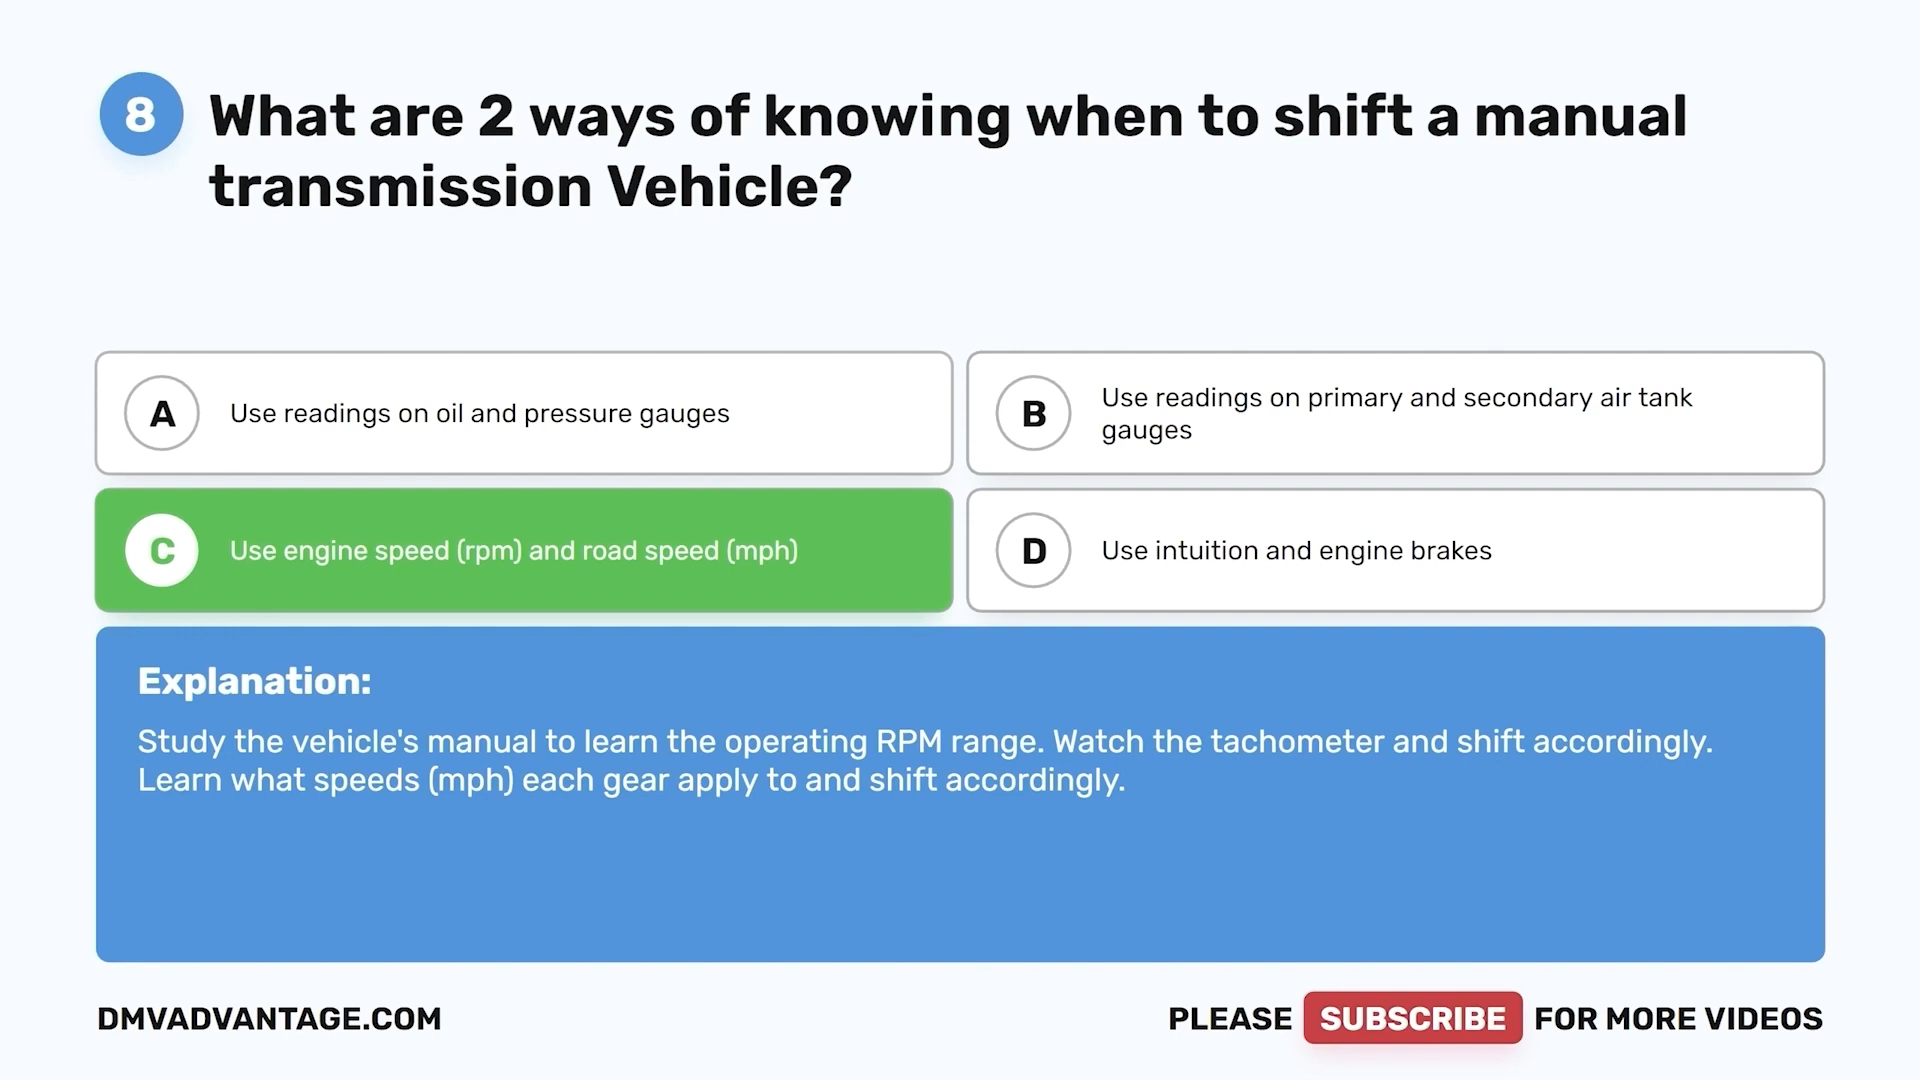 8
What are 2 ways of knowing when to shift a manual
transmission Vehicle?
A
Use readings on oil and pressure gauges
B
Use readings on primary and secondary air tank
gauges
C
Use engine speed (rpm) and road speed (mph)
D
Use intuition and engine brakes
Explanation:
Study the vehicle's manual to learn the operating RPM range. Watch the tachometer and shift accordingly.
Learn what speeds (mph) each gear apply to and shift accordingly.
DMVADVANTAGE.COM
PLEASE SUBSCRIBE FOR MORE VIDEOS